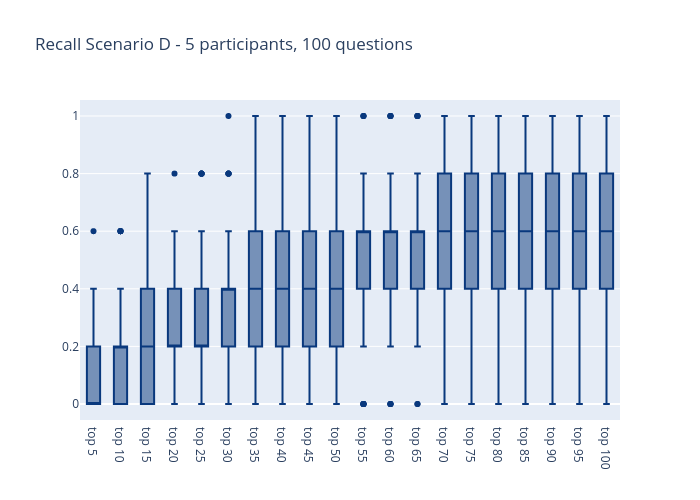 Recall Scenario D - 5 participants, 100 questions
1
0.8
0.6
0.4
0.2
0
top 5
top 10
top 15
top 20
top 25
top 30
top 35
top 40
top 45
top 50
top 55
top 60
top 65
top 70
top 75
top 80
top 85
top 90
top 95
top 100